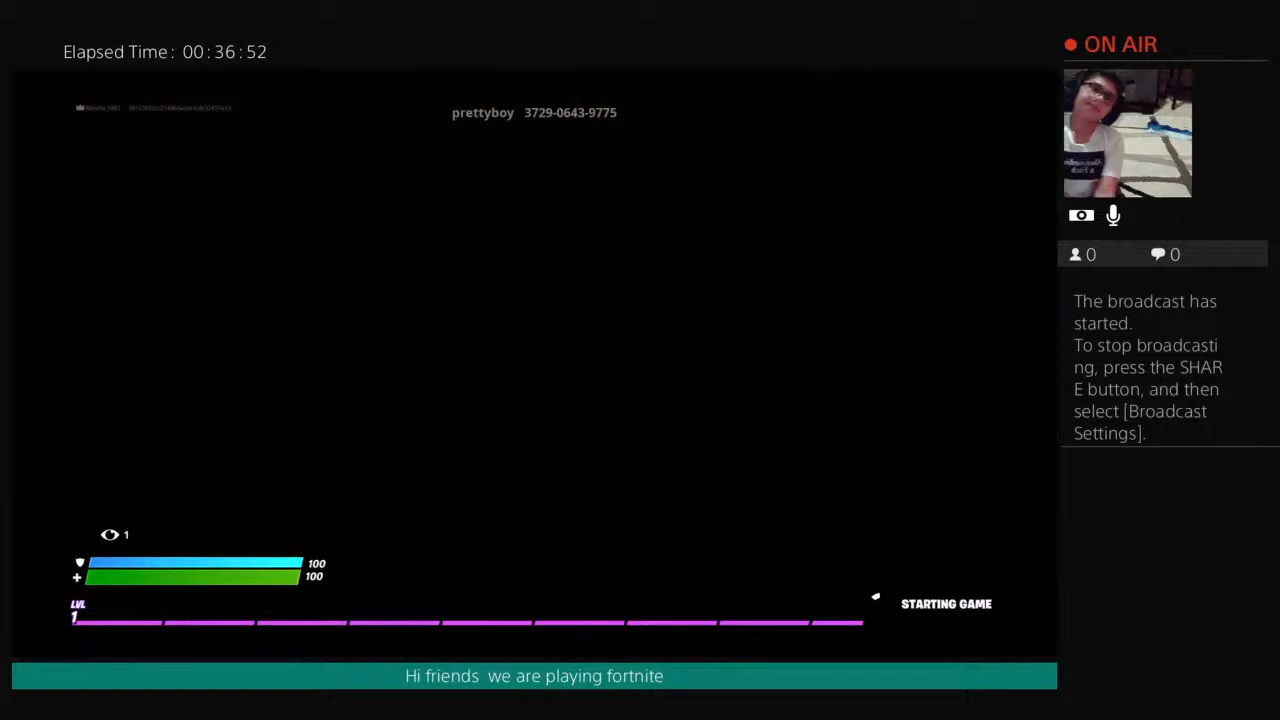 Elapsed Time: 00:36:52
ON AIR
prettyboy 3729-0643-9775
0 0
The broadcast has
started.
To stop broadcasti
ng, press the SHAR
E button, and then
select [Broadcast
Settings].
1
100
100
LVL
1
STARTING GAME
Hi friends we are playing fortnite